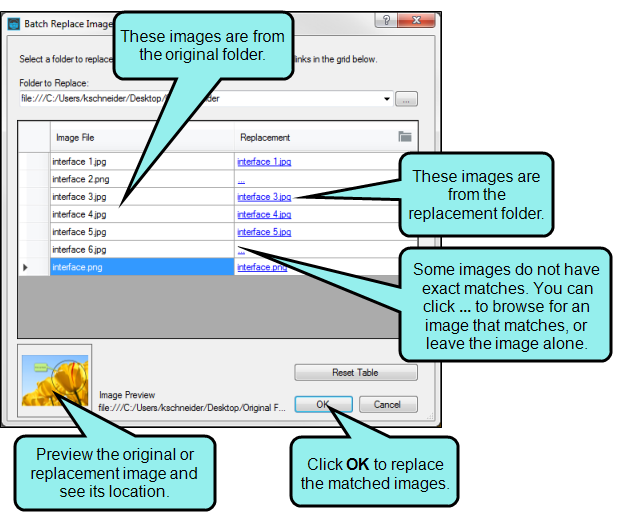 Batch Replace Image
These images are from
the original folder.
Select a folder to replace
links in the grid below.
Folder to Replace:
file:///C:/Users/kschneider/Desktop/
...
Image File Replacement
interface 1.jpg interface 1.jpg
interface 2.png ...
interface 3.jpg interface 3.jpg
interface 4.jpg interface 4.jpg
interface 5.jpg interface 5.jpg
interface 6.jpg ...
interface.png interface.png
These images are
from the
replacement folder.
Some images do not have
exact matches. You can
click ... to browse for an
image that matches, or
leave the image alone.
Reset Table
Image Preview
file:///C:/Users/kschneider/Desktop/Original F...
OK Cancel
Preview the original or
replacement image and
see its location.
Click OK to replace
the matched images.